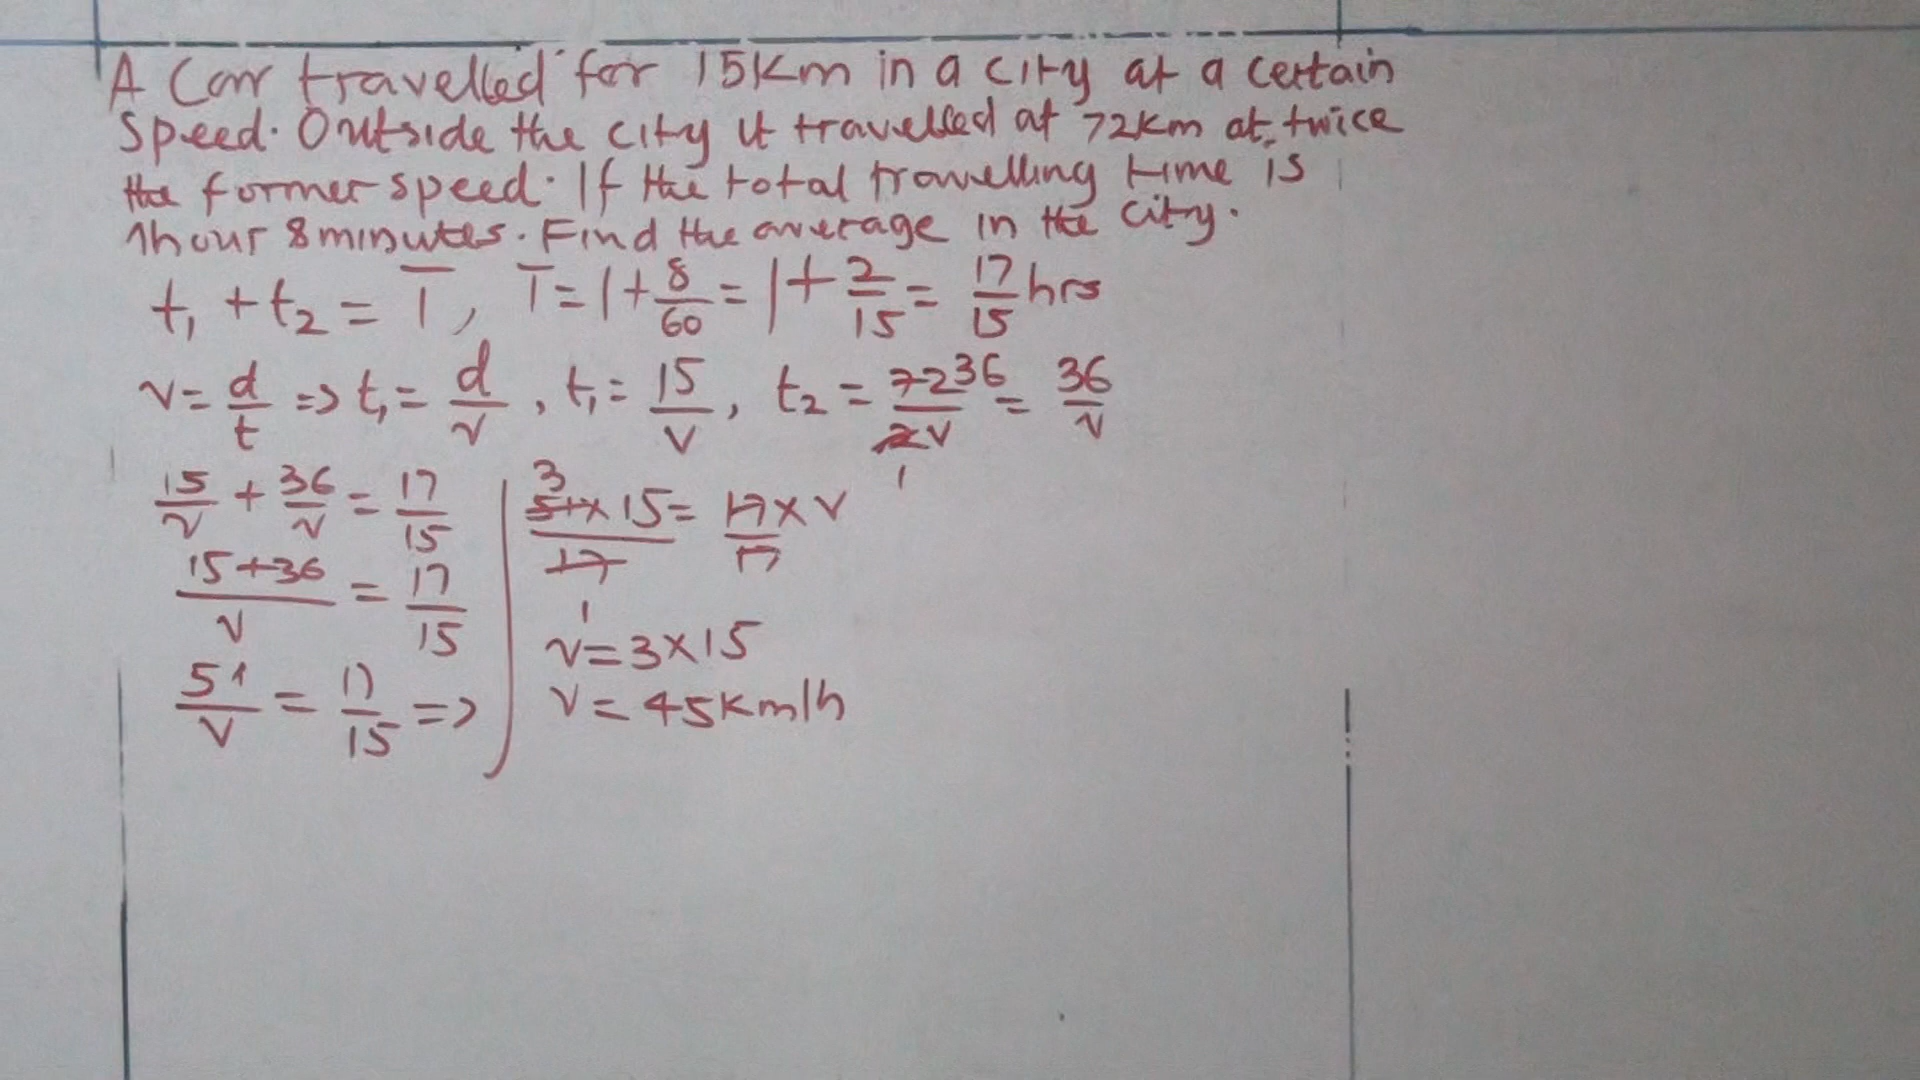 A Car travelled for 15Km in a city at a certain
Speed. Outside the city it travelled at 72Km at twice
the former speed. If the total travelling time is
1hour 8minutes. Find the average in the city.
t₁ + t₂ = T, T = 1 + 8/60 = 1 + 2/15 = 17/15 hrs
v = d/t => t₁ = d/v, t₁ = 15/v, t₂ = 72 36/2v 1 = 36/v
15/v + 36/v = 17/15
15+36/v = 17/15
51/v = 17/15 =>
3 51 x 15/17 1 = 17 x v/17
v = 3 x 15
v = 45Km/h